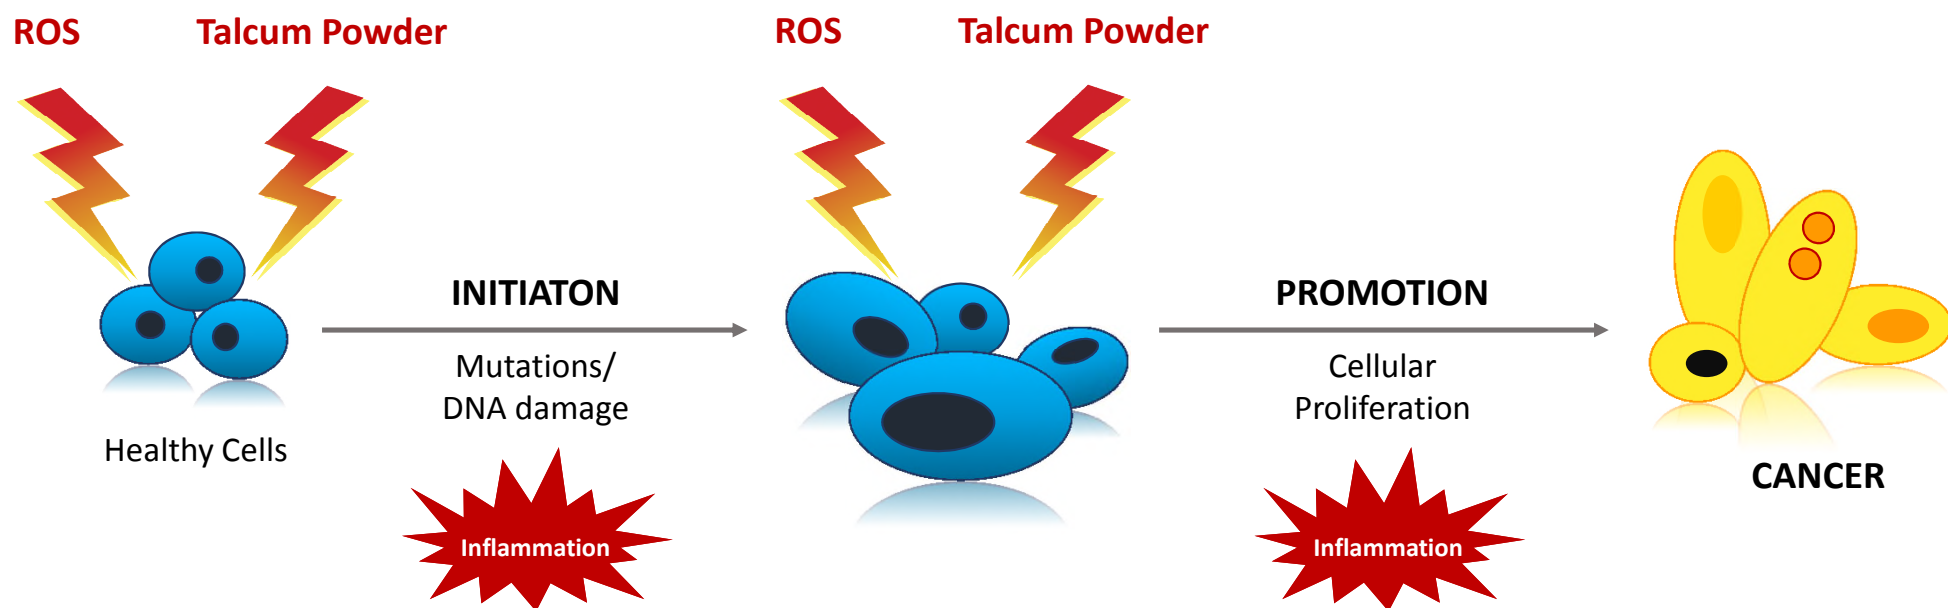 ROS
Talcum Powder
ROS
Talcum Powder
INITIATON
Mutations/
DNA damage
Healthy Cells
Inflammation
PROMOTION
Cellular
Proliferation
Inflammation
CANCER